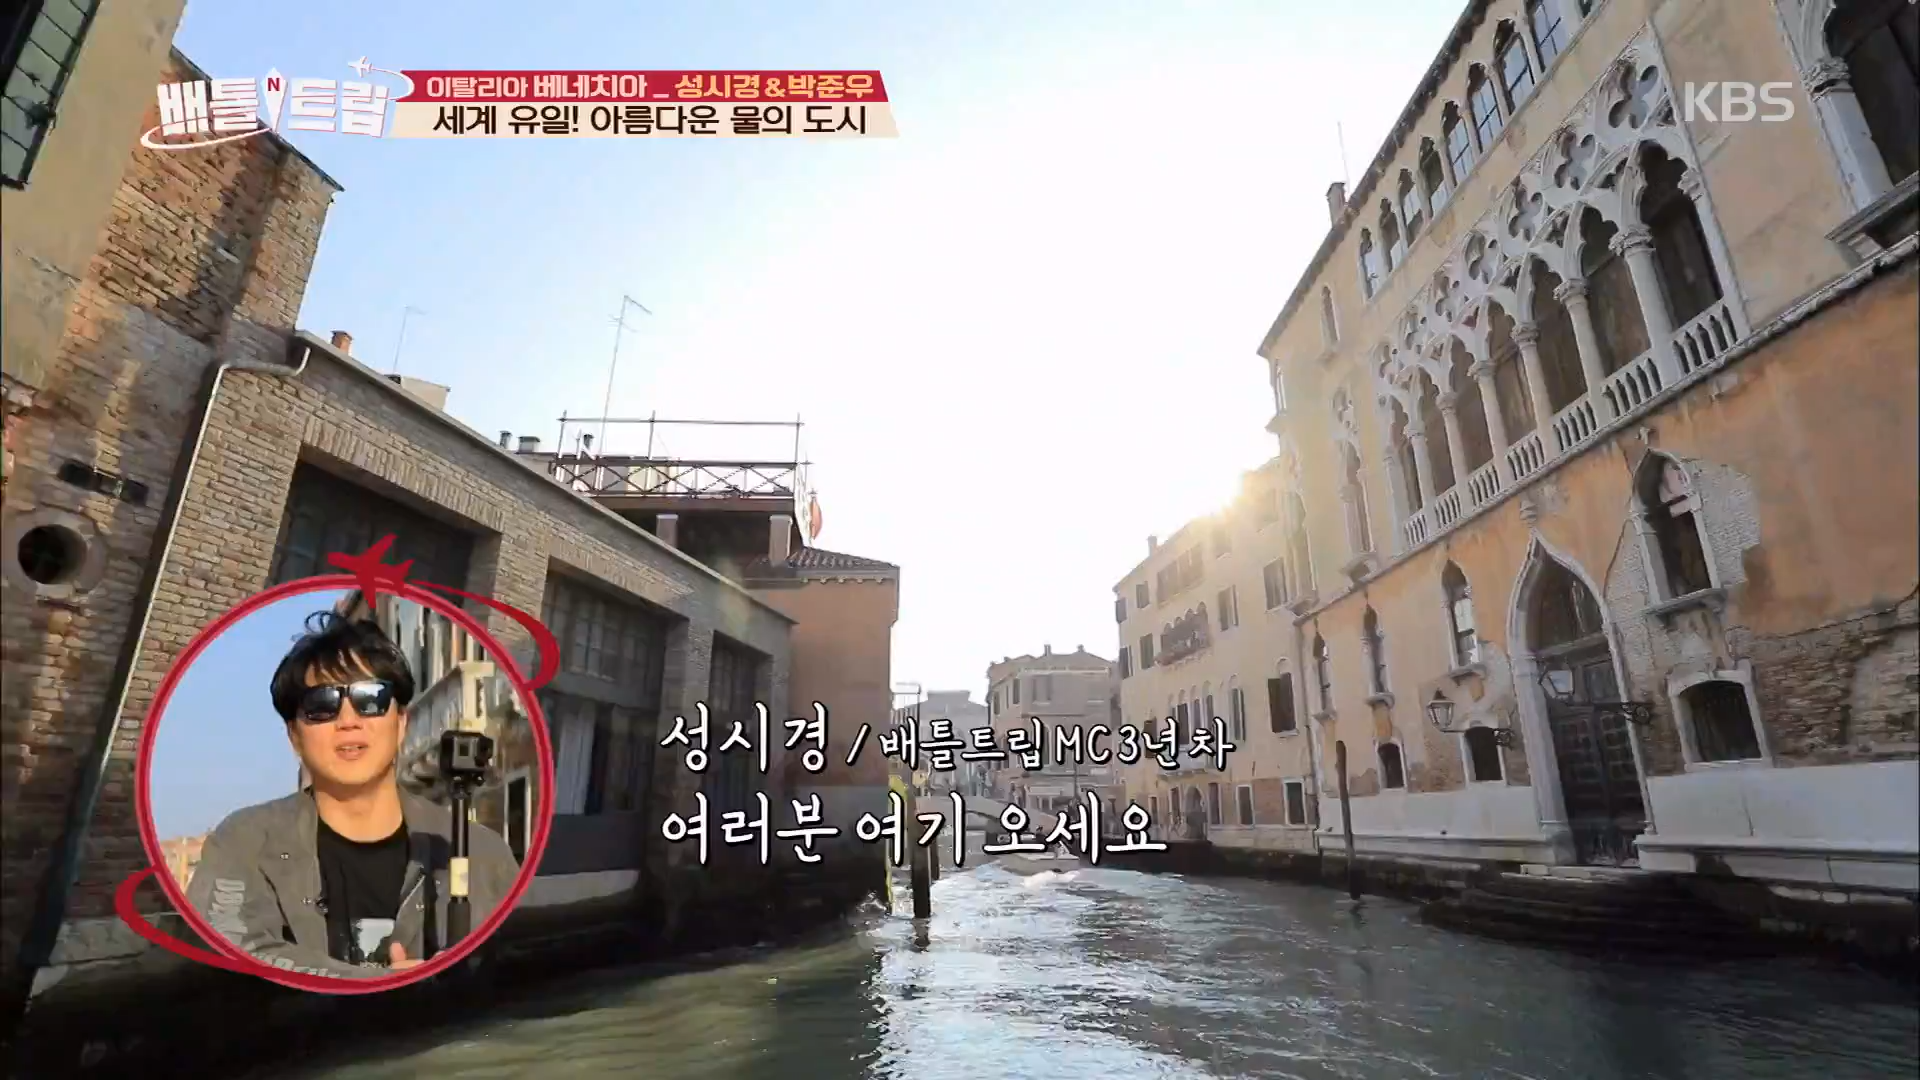 배틀트립
N
이탈리아 베네치아 _ 성시경&박준우
세계 유일! 아름다운 물의 도시
KBS
성시경 / 배틀트립MC3년차
여러분 여기 오세요